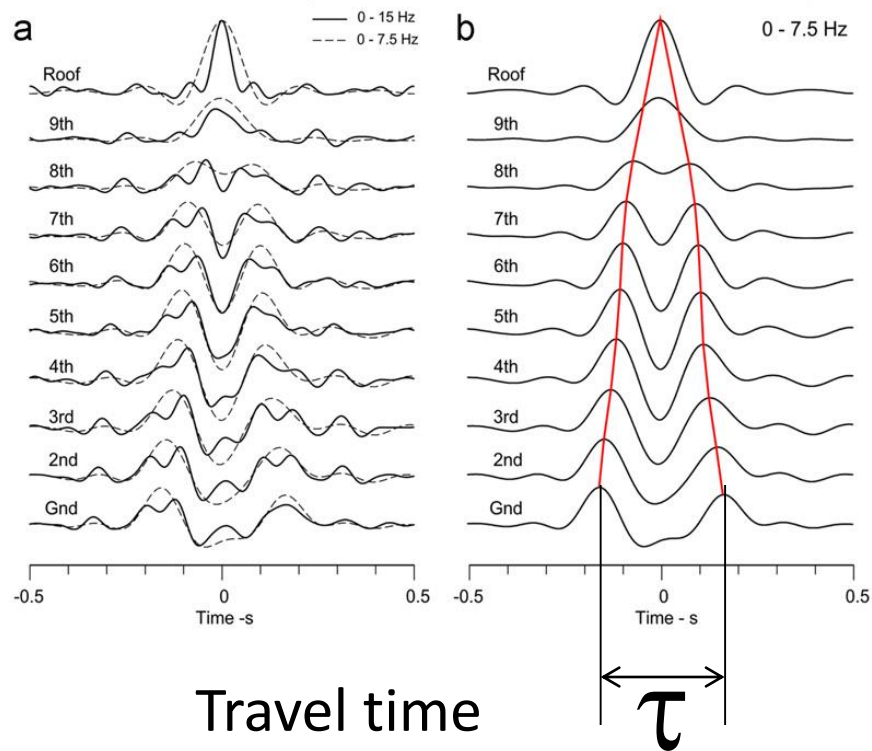 a
0 - 15 Hz
0 - 7.5 Hz
Roof
9th
8th
7th
6th
5th
4th
3rd
2nd
Gnd
-0.5
0
0.5
Time -s
b
0 - 7.5 Hz
Roof
9th
8th
7th
6th
5th
4th
3rd
2nd
Gnd
-0.5
0
0.5
Time - s
Travel time
τ